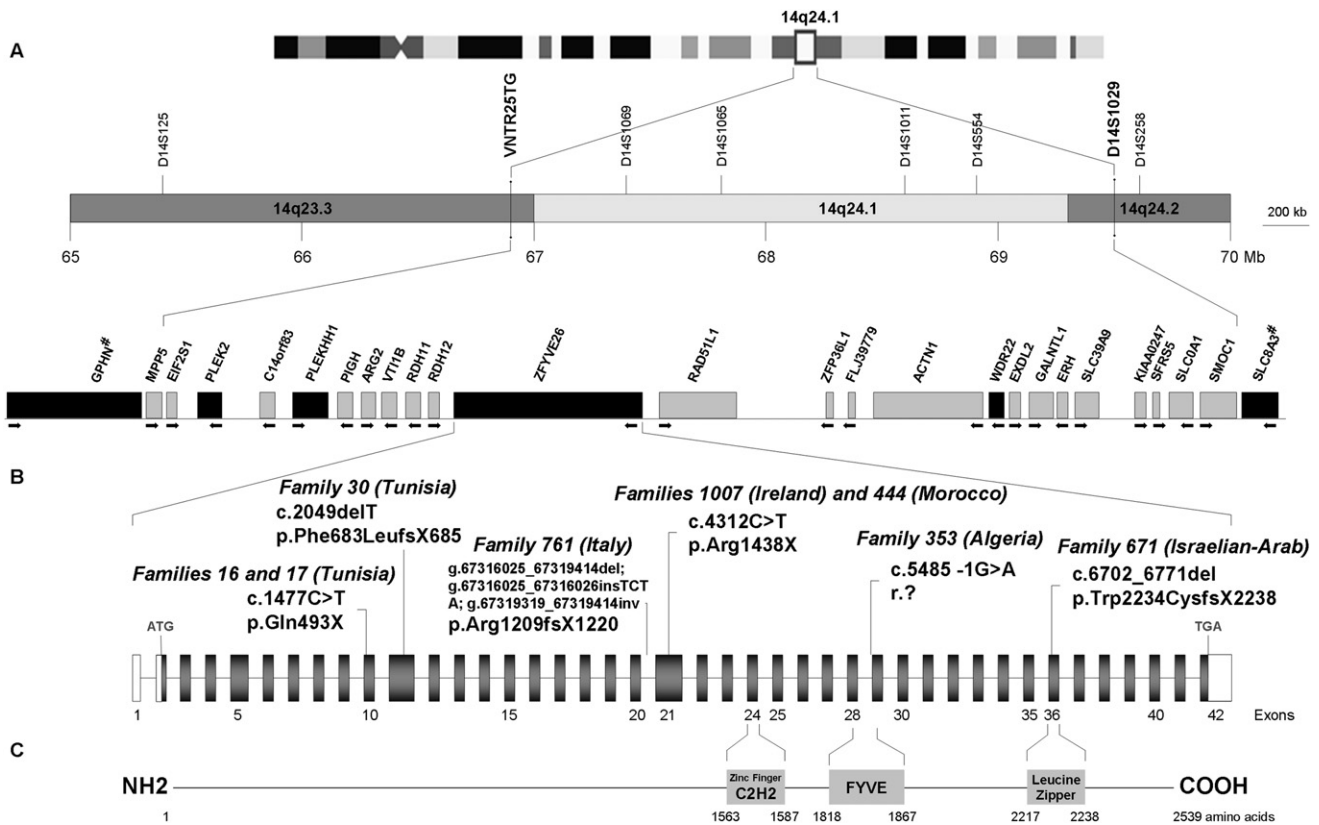 A
14q24.1
D14S125
VNTR25TG
D14S1069
D14S1065
D14S1011
D14S554
D14S1029
D14S258
14q23.3
14q24.1
14q24.2
200 kb
65
66
67
68
69
70 Mb
GPHN#
MPP5
EIF2S1
PLEK2
C14orf83
PLEKHH1
PIGH
ARG2
VTI1B
RDH11
RDH12
ZFYVE26
RAD51L1
ZFP36L1
FLJ39779
ACTN1
WDR22
EXDL2
GALNTL1
ERH
SLC39A9
KIAA0247
SFRS5
SLC0A1
SMOC1
SLC8A3#
B
Families 16 and 17 (Tunisia)
c.1477C>T
p.Gln493X
Family 30 (Tunisia)
c.2049delT
p.Phe683LeufsX685
Family 761 (Italy)
g.67316025_67319414del;
g.67316025_67316026insTCT
A; g.67319319_67319414inv
p.Arg1209fsX1220
Families 1007 (Ireland) and 444 (Morocco)
c.4312C>T
p.Arg1438X
Family 353 (Algeria)
c.5485 -1G>A
r.?
Family 671 (Israelian-Arab)
c.6702_6771del
p.Trp2234CysfsX2238
ATG
TGA
1
5
10
15
20
21
24
25
28
30
35
36
40
42
Exons
C
NH2
Zinc Finger
C2H2
FYVE
Leucine
Zipper
COOH
1
1563
1587
1818
1867
2217
2238
2539 amino acids